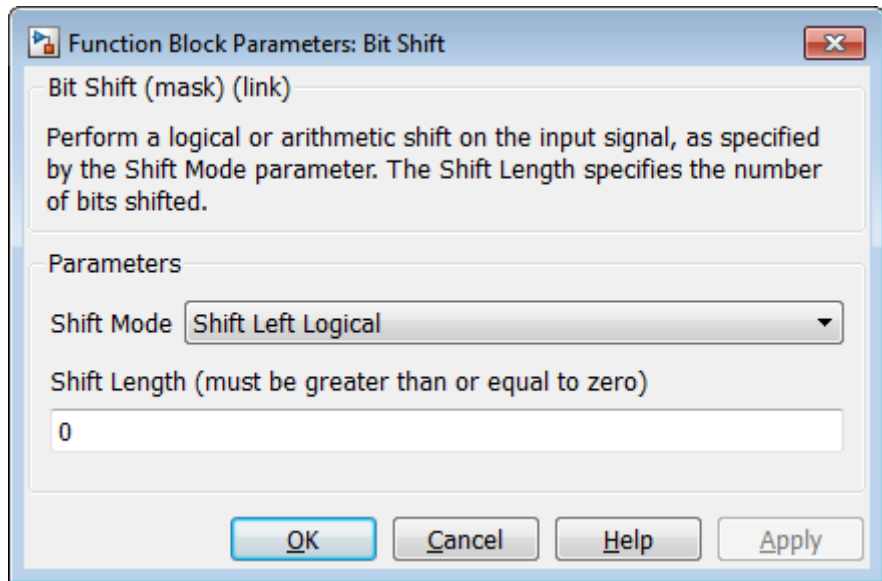 Function Block Parameters: Bit Shift
Bit Shift (mask) (link)
Perform a logical or arithmetic shift on the input signal, as specified
by the Shift Mode parameter. The Shift Length specifies the number
of bits shifted.
Parameters
Shift Mode Shift Left Logical
Shift Length (must be greater than or equal to zero)
0
OK Cancel Help Apply